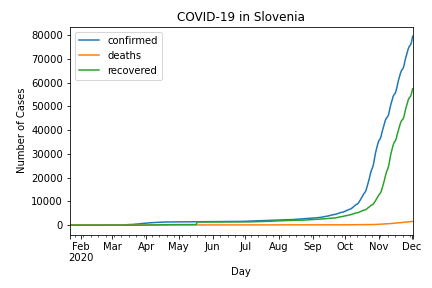 COVID-19 in Slovenia
confirmed
deaths
recovered
Number of Cases
80000
70000
60000
50000
40000
30000
20000
10000
0
Feb Mar Apr May Jun Jul Aug Sep Oct Nov Dec
2020
Day